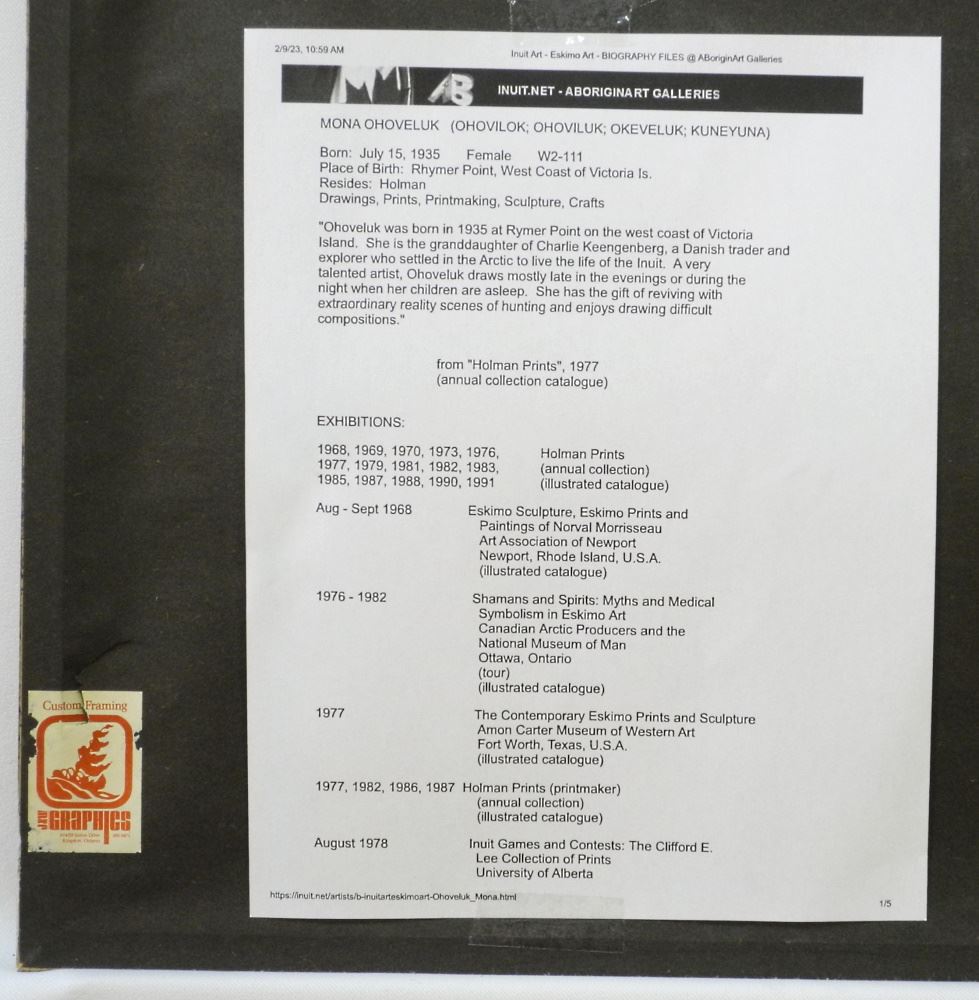 2/9/23, 10:59 AM
Inuit Art - Eskimo Art - BIOGRAPHY FILES @ ABoriginArt Galleries
AB
INUIT.NET - ABORIGINART GALLERIES
MONA OHOVELUK (OHOVILOK; OHOVILUK; OKEVELUK; KUNEYUNA)
Born: July 15, 1935 Female W2-111
Place of Birth: Rhymer Point, West Coast of Victoria Is.
Resides: Holman
Drawings, Prints, Printmaking, Sculpture, Crafts
"Ohoveluk was born in 1935 at Rymer Point on the west coast of Victoria
Island. She is the granddaughter of Charlie Keengenberg, a Danish trader and
explorer who settled in the Arctic to live the life of the Inuit. A very
talented artist, Ohoveluk draws mostly late in the evenings or during the
night when her children are asleep. She has the gift of reviving with
extraordinary reality scenes of hunting and enjoys drawing difficult
compositions."
from "Holman Prints", 1977
(annual collection catalogue)
EXHIBITIONS:
1968, 1969, 1970, 1973, 1976, Holman Prints
1977, 1979, 1981, 1982, 1983, (annual collection)
1985, 1987, 1988, 1990, 1991 (illustrated catalogue)
Aug - Sept 1968 Eskimo Sculpture, Eskimo Prints and
Paintings of Norval Morrisseau
Art Association of Newport
Newport, Rhode Island, U.S.A.
(illustrated catalogue)
1976 - 1982 Shamans and Spirits: Myths and Medical
Symbolism in Eskimo Art
Canadian Arctic Producers and the
National Museum of Man
Ottawa, Ontario
(tour)
(illustrated catalogue)
1977 The Contemporary Eskimo Prints and Sculpture
Amon Carter Museum of Western Art
Fort Worth, Texas, U.S.A.
(illustrated catalogue)
1977, 1982, 1986, 1987 Holman Prints (printmaker)
(annual collection)
(illustrated catalogue)
August 1978 Inuit Games and Contests: The Clifford E.
Lee Collection of Prints
University of Alberta
https://inuit.net/artists/b-inuitarteskimoart-Ohoveluk_Mona.html
1/5
Custom Framing
GRAPHICS
Kingston, Ontario